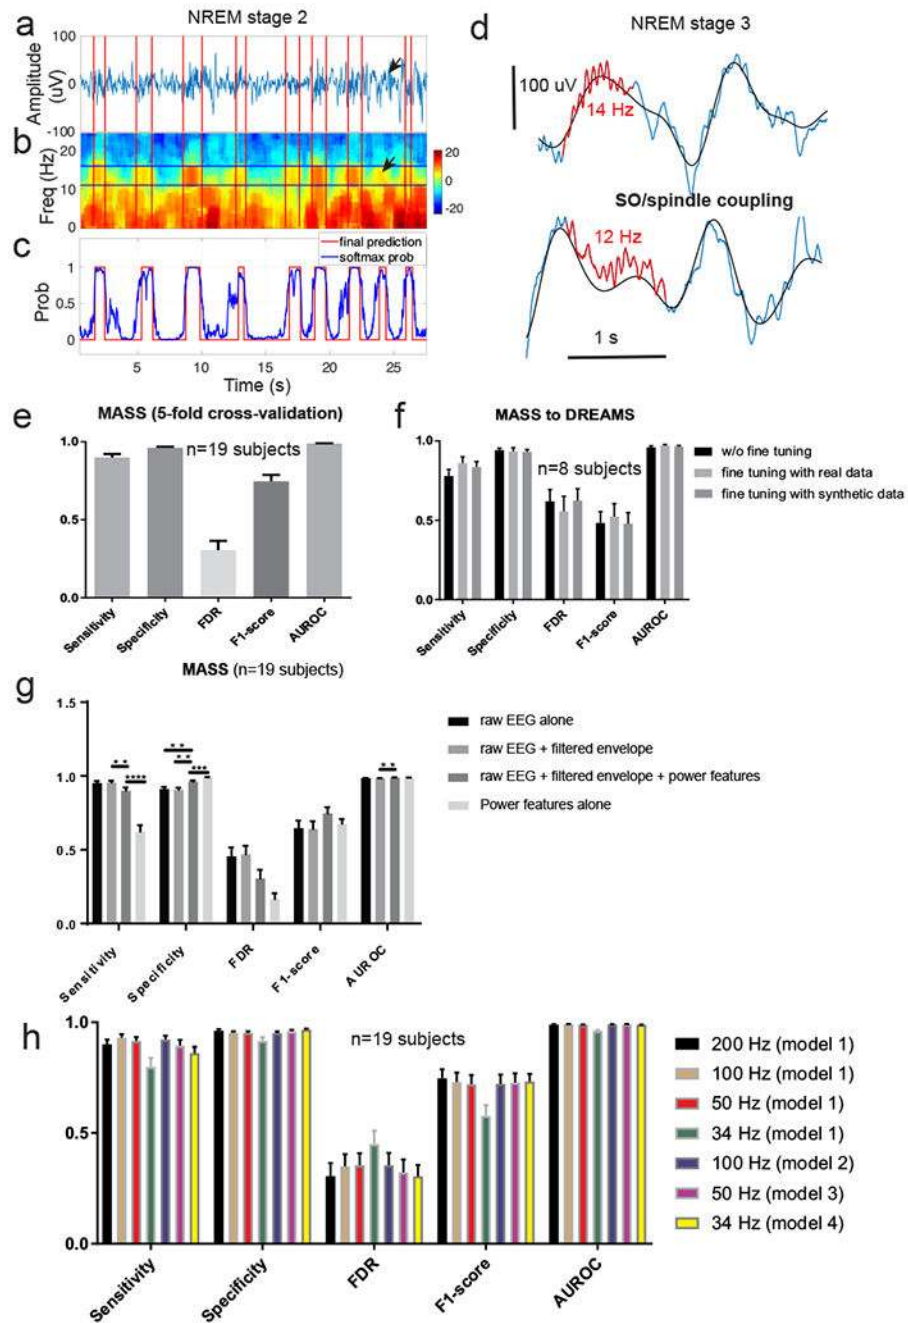 a
NREM stage 2
100
0
-100
Amplitude
(uV)
b
20
10
0
Freq (Hz)
20
0
-20
c
final prediction
softmax prob
1
0.5
0
Prob
5
10
15
20
25
Time (s)
d
NREM stage 3
100 uV
14 Hz
SO/spindle coupling
12 Hz
1 s
e
MASS (5-fold cross-validation)
n=19 subjects
1.0
0.5
0.0
Sensitivity
Specificity
FDR
F1-score
AUROC
f
MASS to DREAMS
n=8 subjects
1.0
0.5
0.0
Sensitivity
Specificity
FDR
F1-score
AUROC
w/o fine tuning
fine tuning with real data
fine tuning with synthetic data
g
MASS (n=19 subjects)
1.5
1.0
0.5
0.0
**
****
**
**
***
**
Sensitivity
Specificity
FDR
F1-score
AUROC
raw EEG alone
raw EEG + filtered envelope
raw EEG + filtered envelope + power features
Power features alone
h
n=19 subjects
1.0
0.5
0.0
Sensitivity
Specificity
FDR
F1-score
AUROC
200 Hz (model 1)
100 Hz (model 1)
50 Hz (model 1)
34 Hz (model 1)
100 Hz (model 2)
50 Hz (model 3)
34 Hz (model 4)